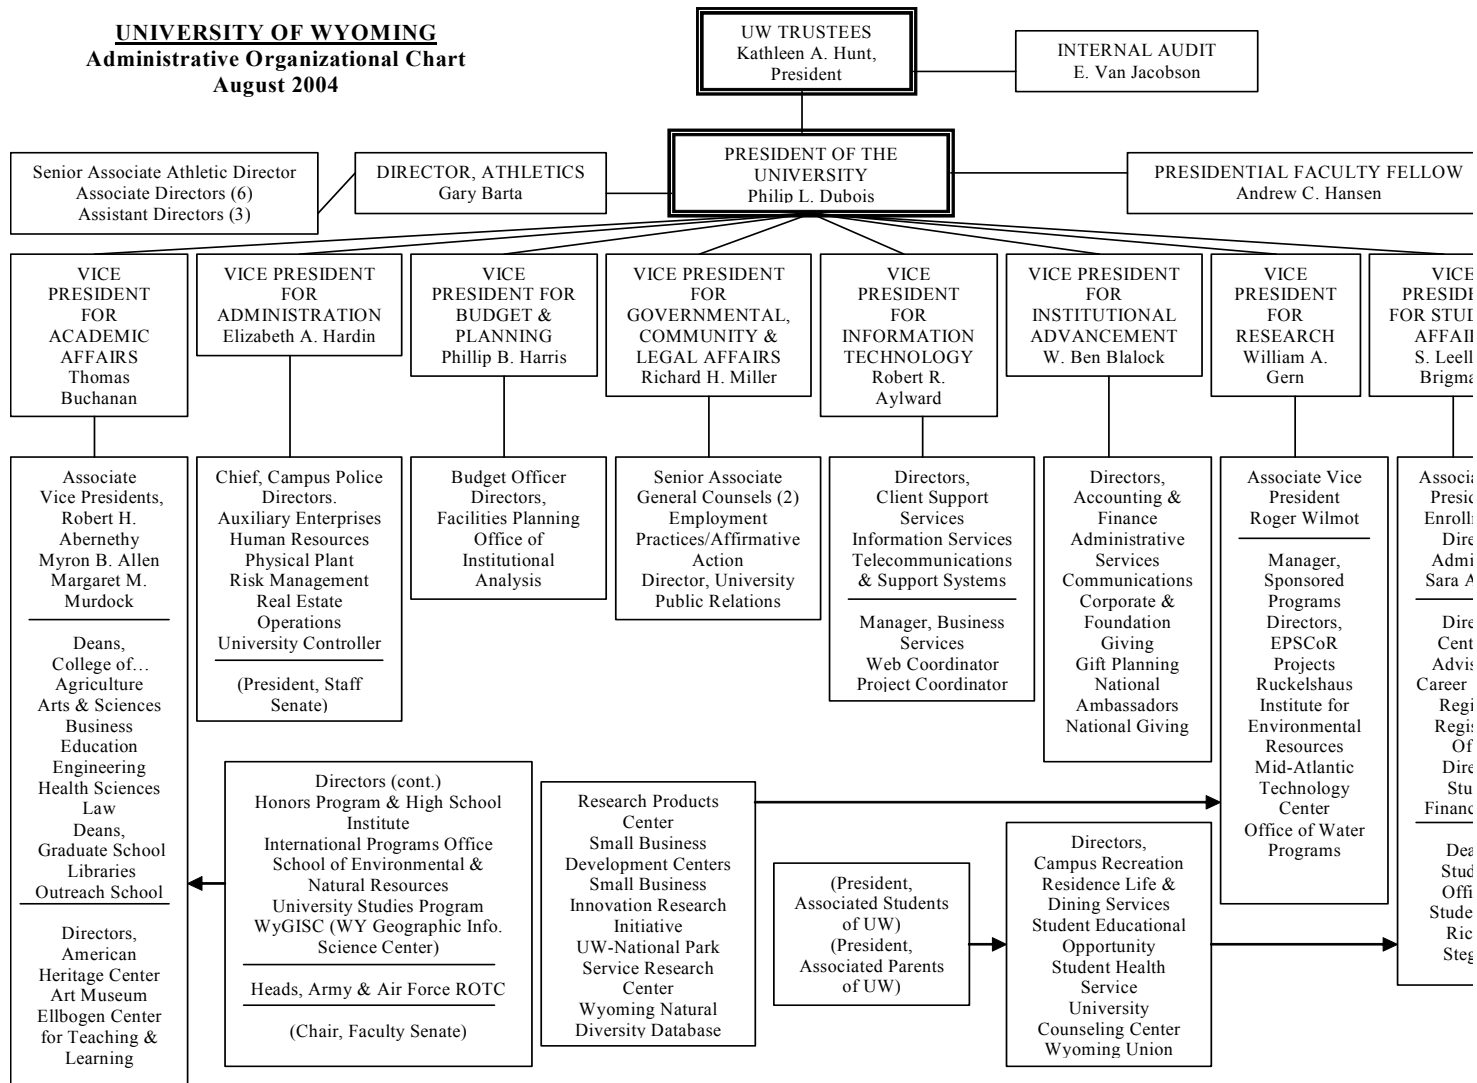 UNIVERSITY OF WYOMING
Administrative Organizational Chart
August 2004
UW TRUSTEES
Kathleen A. Hunt,
President
INTERNAL AUDIT
E. Van Jacobson
Senior Associate Athletic Director
Associate Directors (6)
Assistant Directors (3)
DIRECTOR, ATHLETICS
Gary Barta
PRESIDENT OF THE
UNIVERSITY
Philip L. Dubois
PRESIDENTIAL FACULTY FELLOW
Andrew C. Hansen
VICE
PRESIDENT
FOR
ACADEMIC
AFFAIRS
Thomas
Buchanan
VICE PRESIDENT
FOR
ADMINISTRATION
Elizabeth A. Hardin
VICE
PRESIDENT FOR
BUDGET &
PLANNING
Phillip B. Harris
VICE PRESIDENT
FOR
GOVERNMENTAL,
COMMUNITY &
LEGAL AFFAIRS
Richard H. Miller
VICE
PRESIDENT
FOR
INFORMATION
TECHNOLOGY
Robert R.
Aylward
VICE PRESIDENT
FOR
INSTITUTIONAL
ADVANCEMENT
W. Ben Blalock
VICE
PRESIDENT
FOR
RESEARCH
William A.
Gern
VICE
FOR
S.
Associate
Vice Presidents,
Robert H.
Abernethy
Myron B. Allen
Margaret M.
Murdock
Deans,
College of…
Agriculture
Arts & Sciences
Business
Education
Engineering
Health Sciences
Law
Deans,
Graduate School
Libraries
Outreach School
Directors,
American
Heritage Center
Art Museum
Ellbogen Center
for Teaching &
Learning
Chief, Campus Police
Directors.
Auxiliary Enterprises
Human Resources
Physical Plant
Risk Management
Real Estate
Operations
University Controller
(President, Staff
Senate)
Budget Officer
Directors,
Facilities Planning
Office of
Institutional
Analysis
Senior Associate
General Counsels (2)
Employment
Practices/Affirmative
Action
Director, University
Public Relations
Directors,
Client Support
Services
Information Services
Telecommunications
& Support Systems
Manager, Business
Services
Web Coordinator
Project Coordinator
Directors,
Accounting &
Finance
Administrative
Services
Communications
Corporate &
Foundation
Giving
Gift Planning
National
Ambassadors
National Giving
Associate Vice
President
Roger Wilmot
Manager,
Sponsored
Programs
Directors,
EPSCoR
Projects
Ruckelshaus
Institute for
Environmental
Resources
Mid-Atlantic
Technology
Center
Office of Water
Programs
Sara
Career
Directors (cont.)
Honors Program & High School
Institute
International Programs Office
School of Environmental &
Natural Resources
University Studies Program
WyGISC (WY Geographic Info.
Science Center)
Heads, Army & Air Force ROTC
(Chair, Faculty Senate)
Research Products
Center
Small Business
Development Centers
Small Business
Innovation Research
Initiative
UW-National Park
Service Research
Center
Wyoming Natural
Diversity Database
(President,
Associated Students
of UW)
(President,
Associated Parents
of UW)
Directors,
Campus Recreation
Residence Life &
Dining Services
Student Educational
Opportunity
Student Health
Service
University
Counseling Center
Wyoming Union